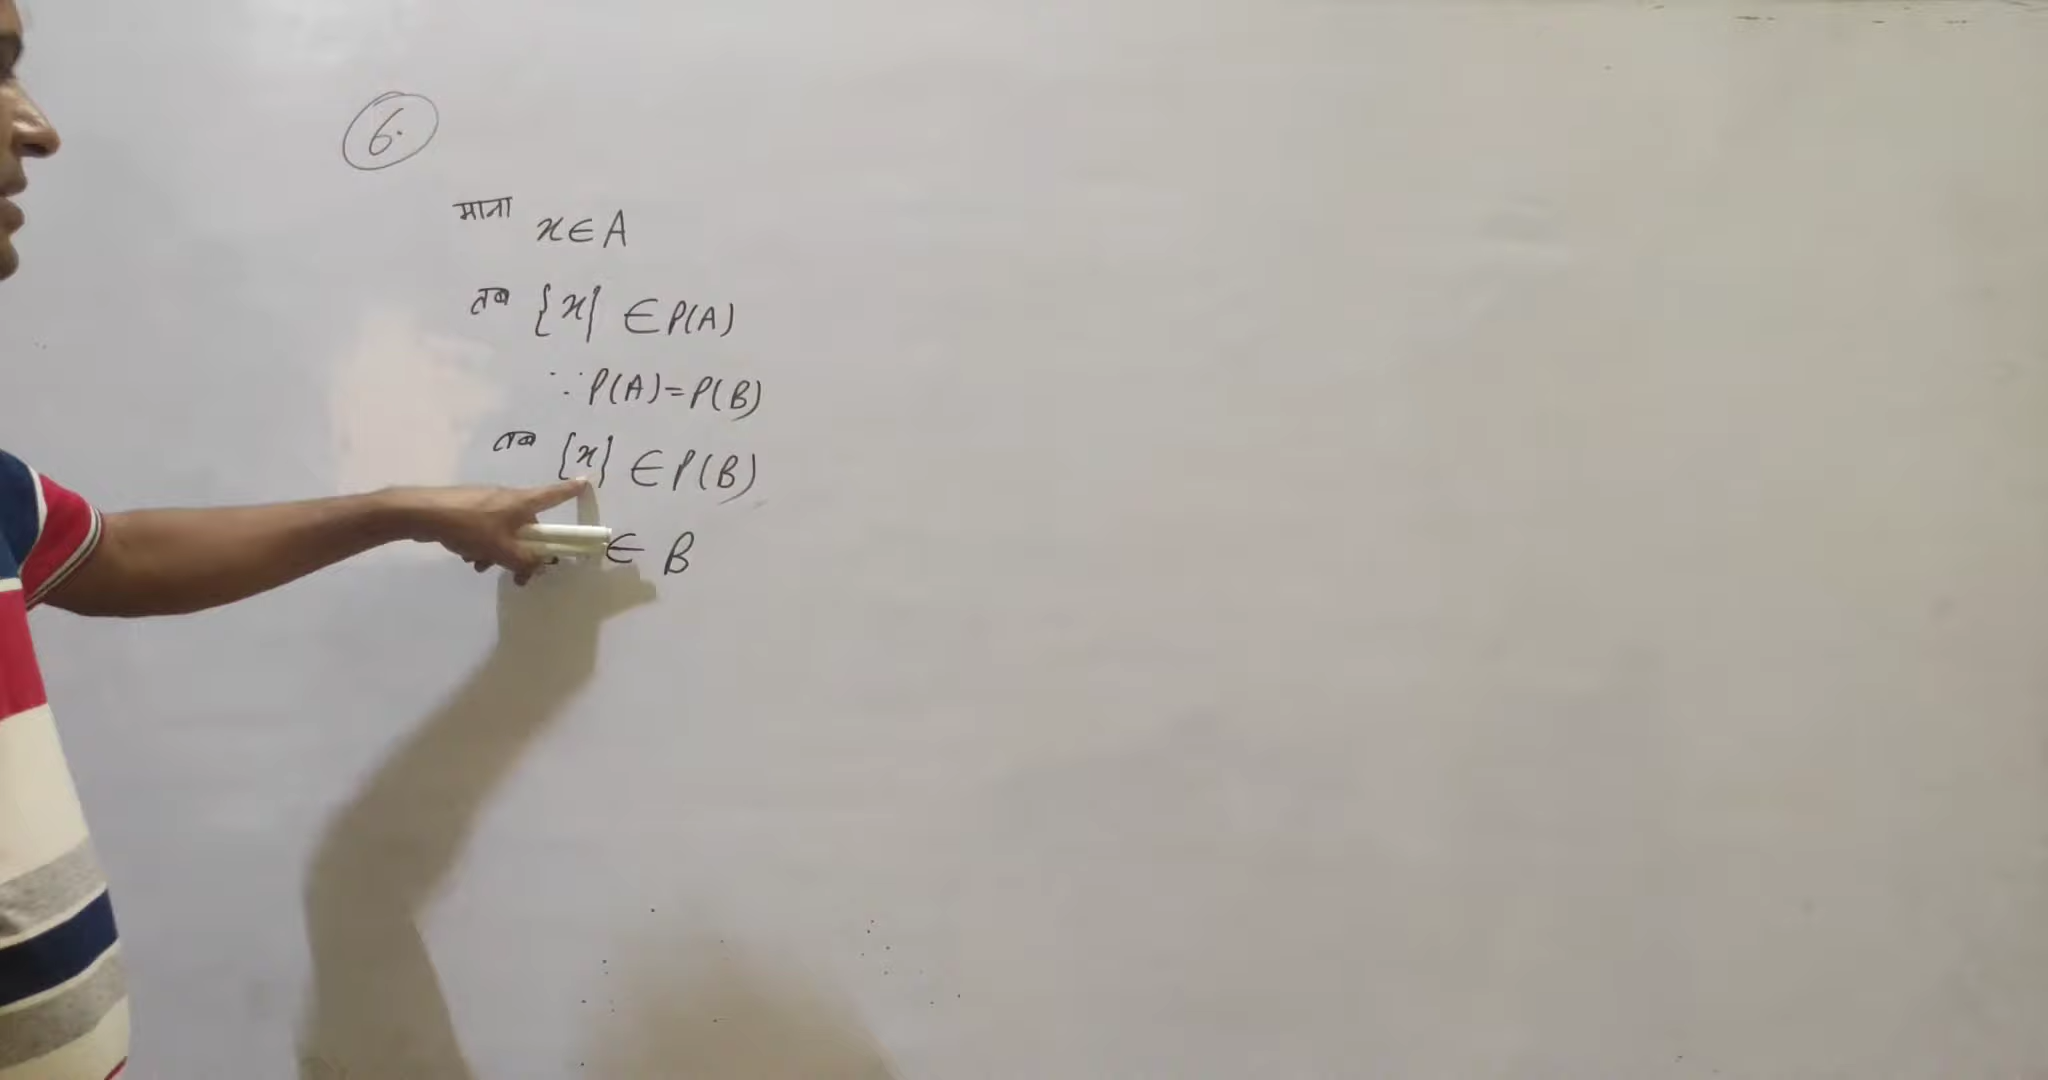 6.
माना x∈A
तब {x} ∈ P(A)
∵ P(A)=P(B)
तब {x} ∈ P(B)
∈ B